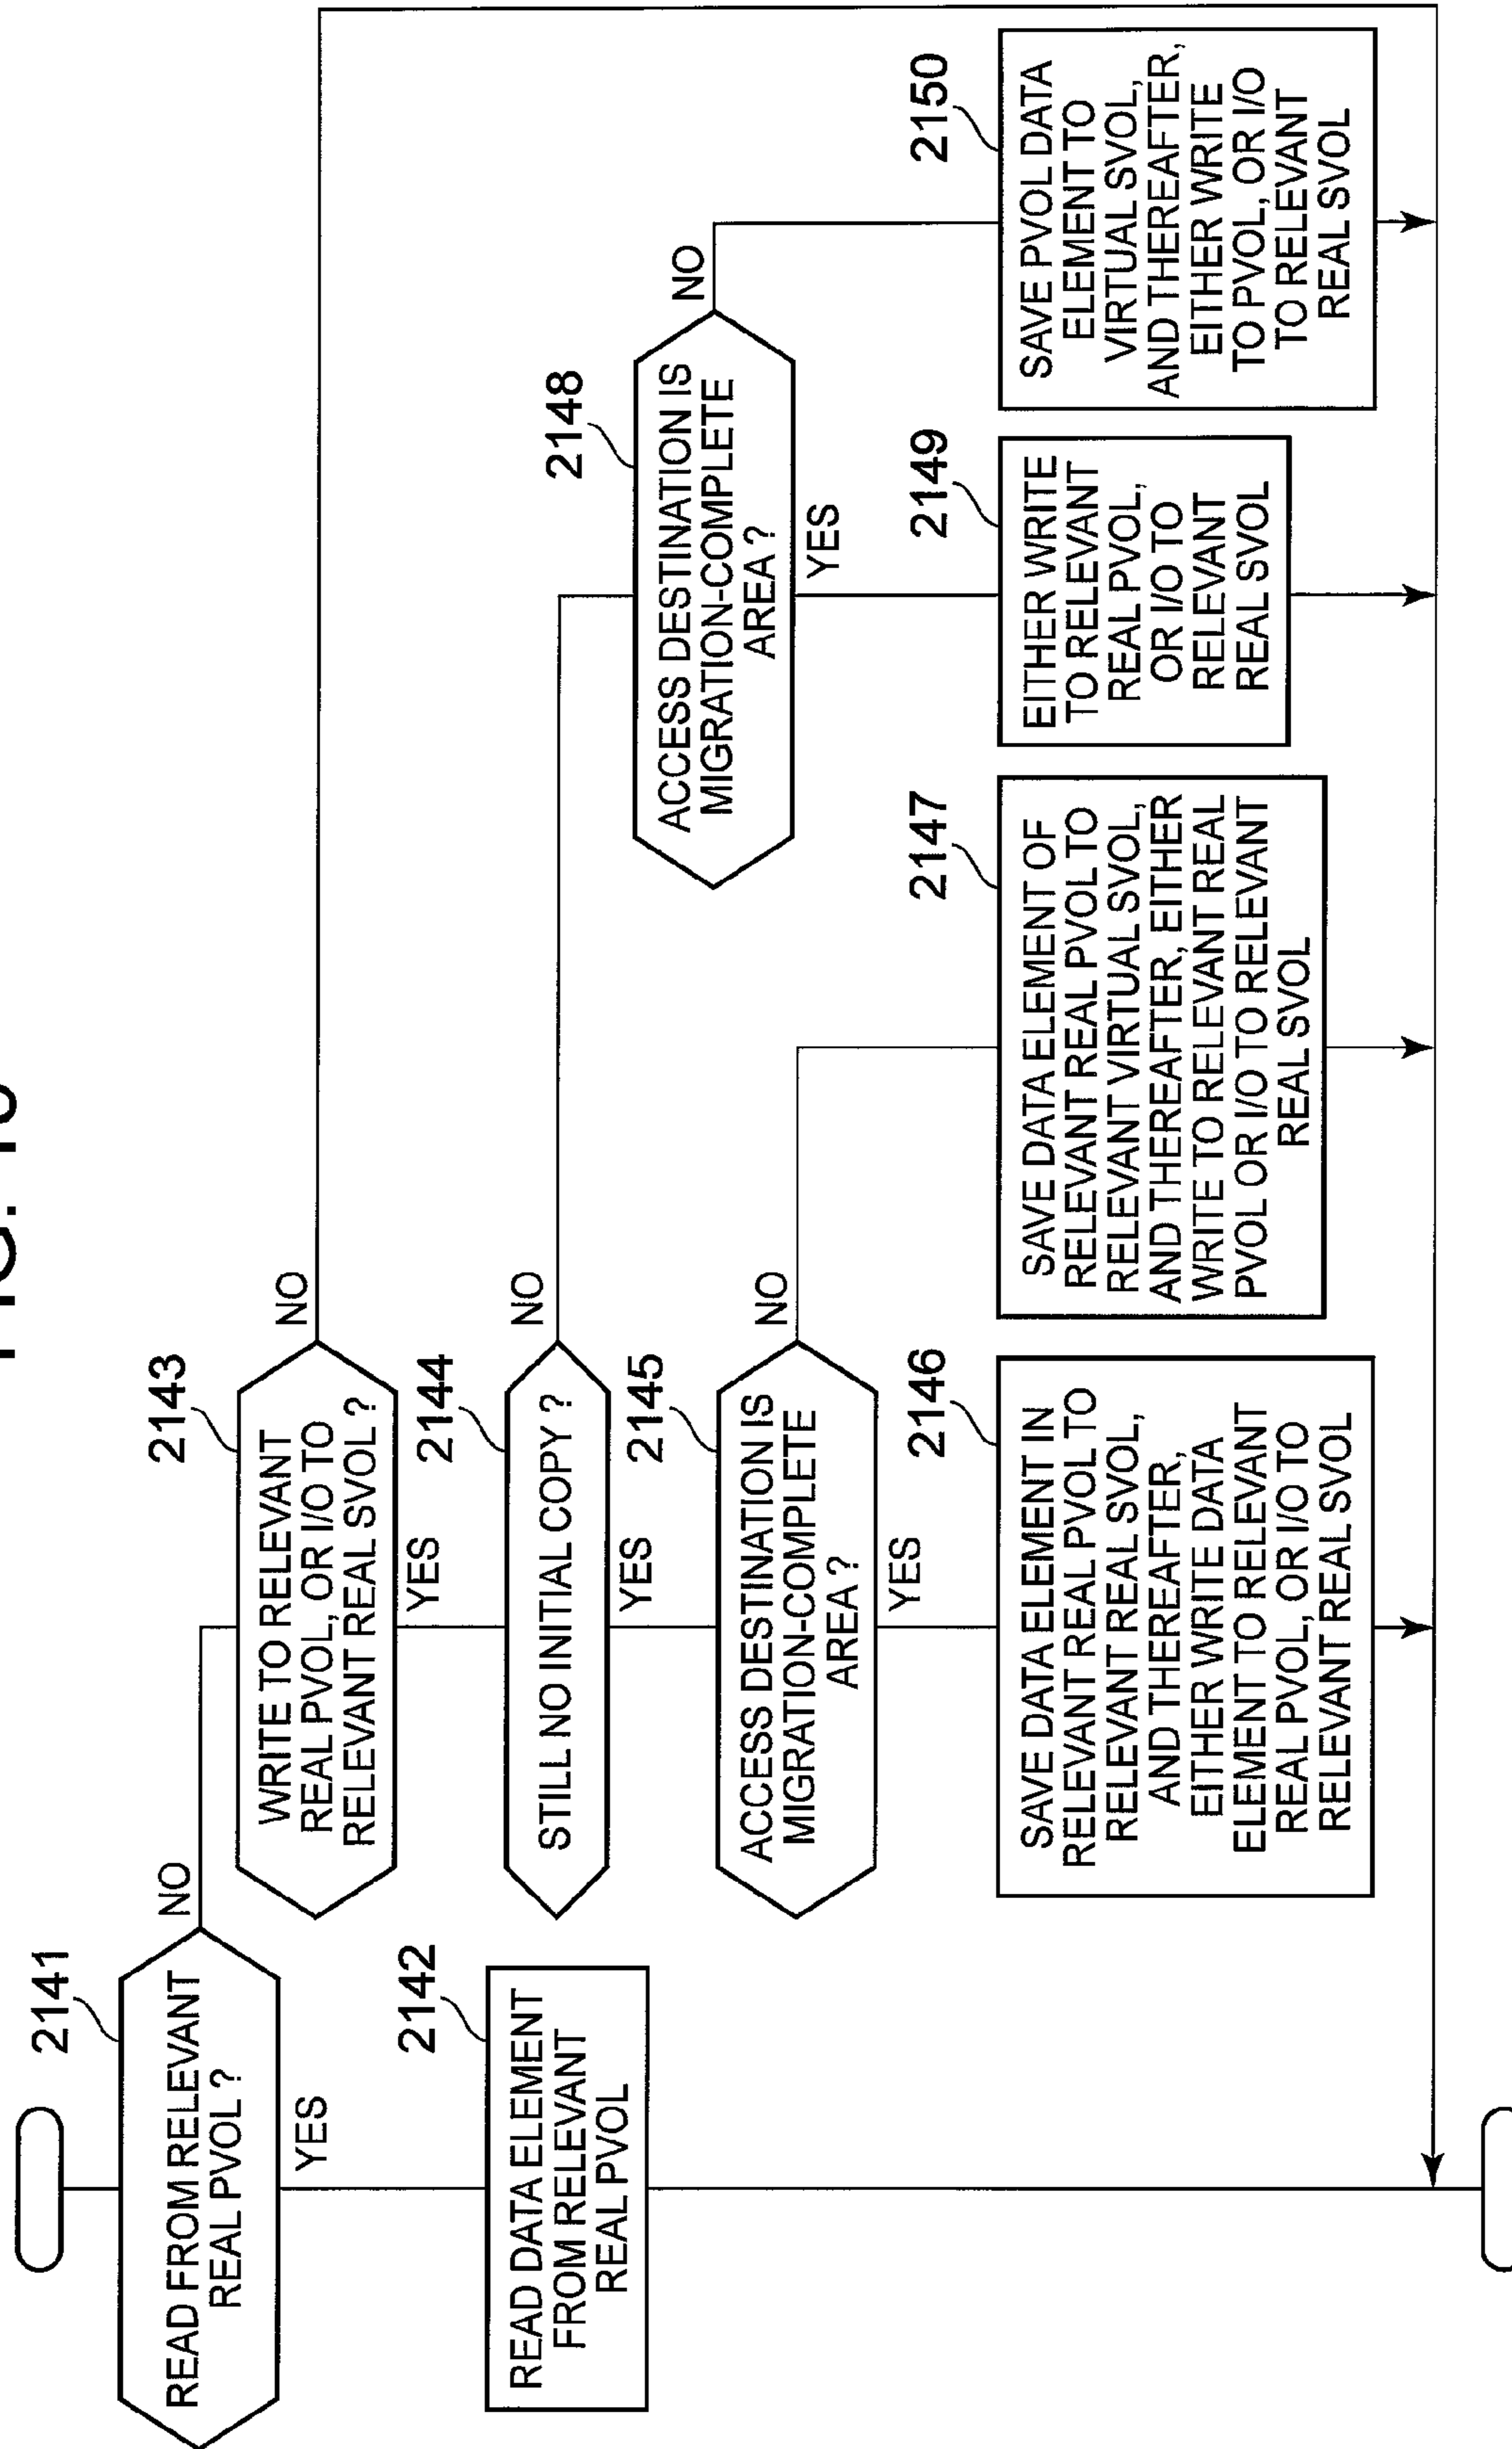 2141
READ FROM RELEVANT
REAL PVOL ?
NO
YES
2142
READ DATA ELEMENT
FROM RELEVANT
REAL PVOL
2143
WRITE TO RELEVANT
REAL PVOL, OR I/O TO
RELEVANT REAL SVOL ?
NO
YES
2144
STILL NO INITIAL COPY ?
NO
YES
2145
ACCESS DESTINATION IS
MIGRATION-COMPLETE
AREA ?
NO
YES
2146
SAVE DATA ELEMENT IN
RELEVANT REAL PVOL TO
RELEVANT REAL SVOL,
AND THEREAFTER,
EITHER WRITE DATA
ELEMENT TO RELEVANT
REAL PVOL, OR I/O TO
RELEVANT REAL SVOL
2147
SAVE DATA ELEMENT OF
RELEVANT REAL PVOL TO
RELEVANT VIRTUAL SVOL,
AND THEREAFTER, EITHER
WRITE TO RELEVANT REAL
PVOL OR I/O TO RELEVANT
REAL SVOL
2148
ACCESS DESTINATION IS
MIGRATION-COMPLETE
AREA ?
NO
YES
2149
EITHER WRITE
TO RELEVANT
REAL PVOL,
OR I/O TO
RELEVANT
REAL SVOL
2150
SAVE PVOL DATA
ELEMENT TO
VIRTUAL SVOL,
AND THEREAFTER,
EITHER WRITE
TO PVOL, OR I/O
TO RELEVANT
REAL SVOL